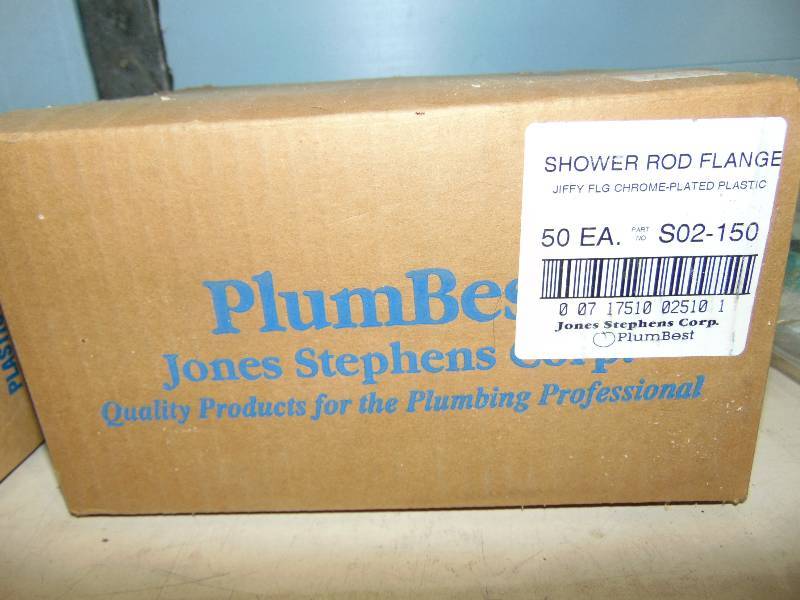 SHOWER ROD FLANGE
JIFFY FLG CHROME-PLATED PLASTIC
50 EA. PART NO S02-150
0 07 17510 02510 1
Jones Stephens Corp.
PlumBest
PlumBes
Jones Stephens Corp.
Quality Products for the Plumbing Professional